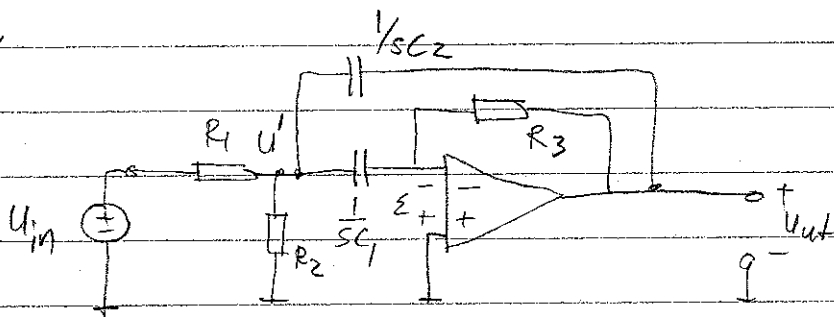 1/sC2
R1 U'
R3
Uin
R2
1/sC1
ε - +
- +
+
Uut
-